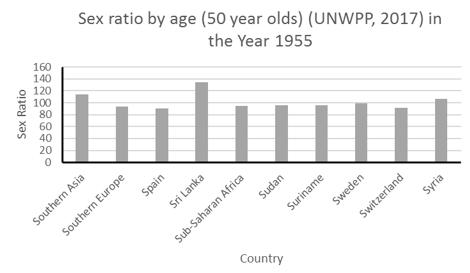 Sex ratio by age (50 year olds) (UNWPP, 2017) in
the Year 1955
160
140
120
100
80
60
40
20
0
Sex Ratio
Southern Asia
Southern Europe
Spain
Sri Lanka
Sub-Saharan Africa
Sudan
Suriname
Sweden
Switzerland
Syria
Country